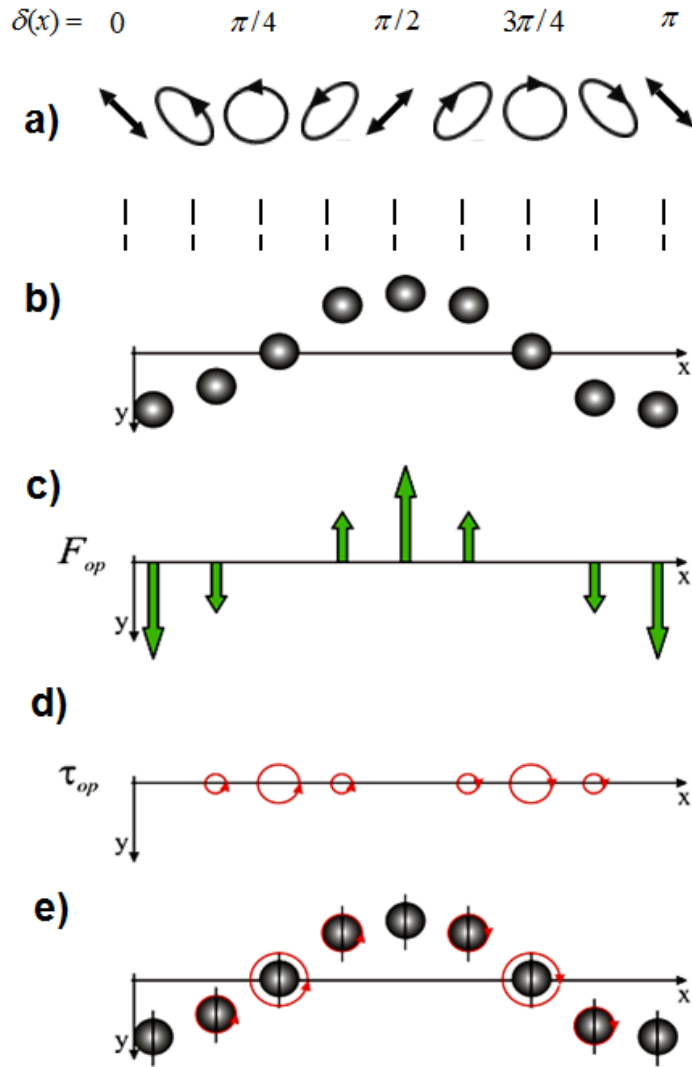 δ(x) = 0 π/4 π/2 3π/4 π
a)
b)
x
y
c)
F_op
x
y
d)
τ_op
x
y
e)
x
y